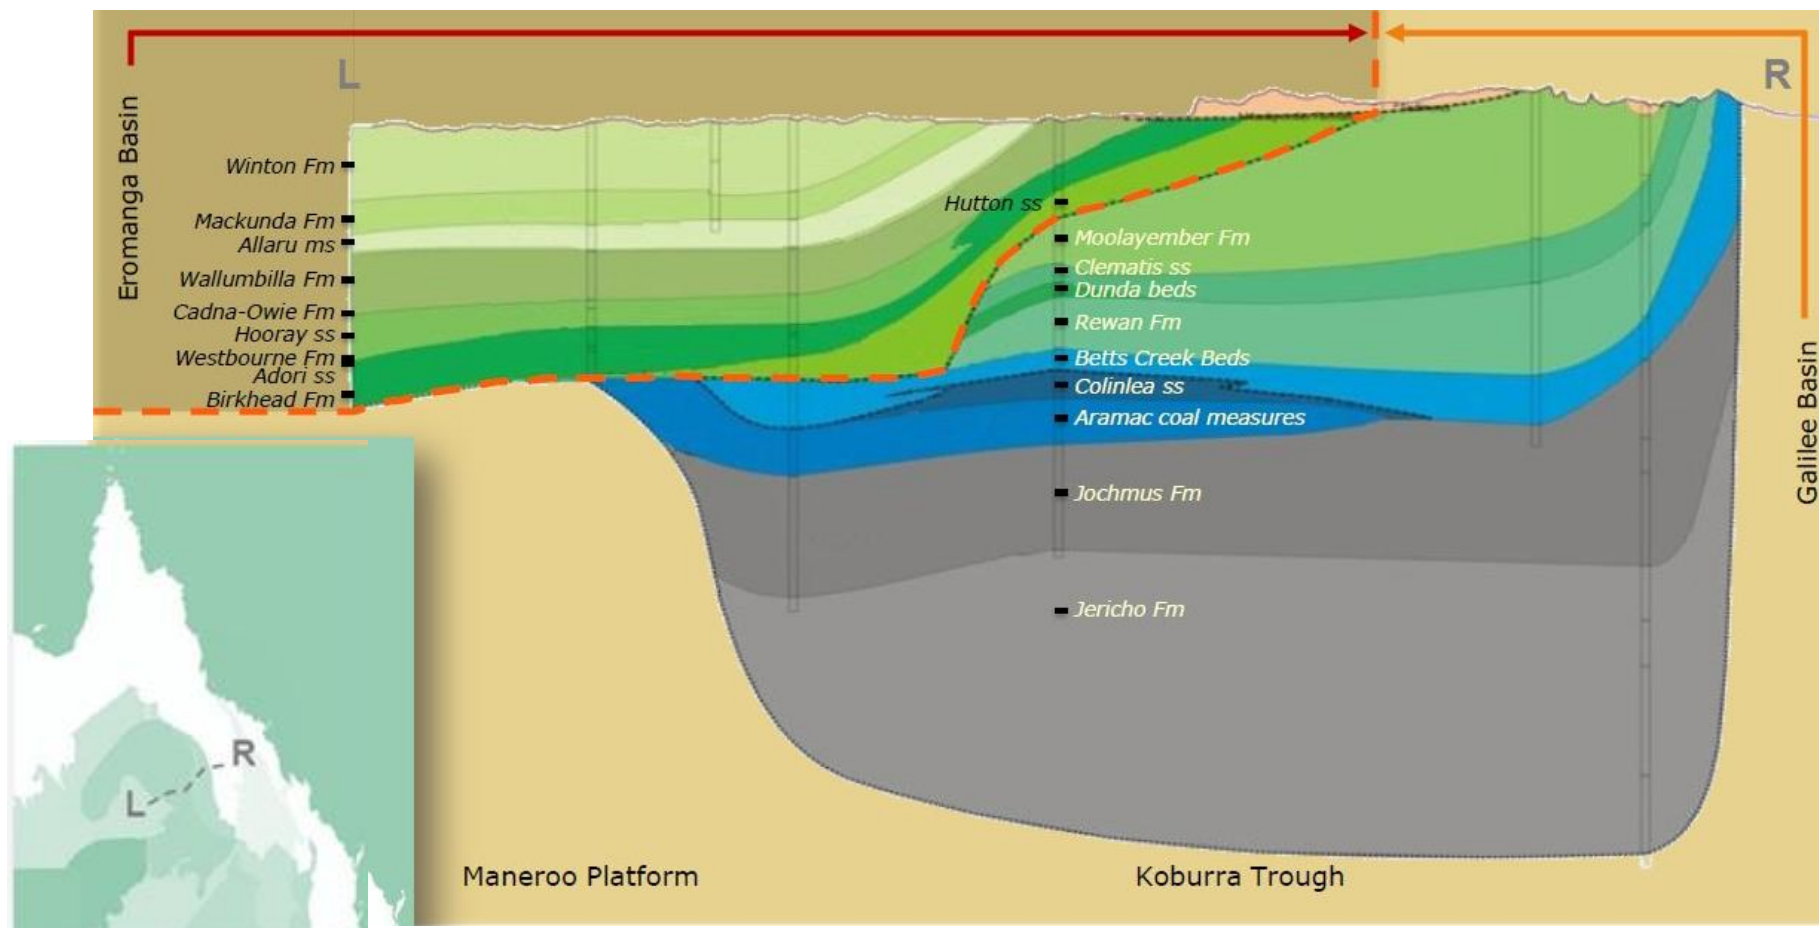 L
R
Eromanga Basin
Winton Fm
Mackunda Fm
Allaru ms
Wallumbilla Fm
Cadna-Owie Fm
Hooray ss
Westbourne Fm
Adori ss
Birkhead Fm
Hutton ss
Moolayember Fm
Clematis ss
Dunda beds
Rewan Fm
Betts Creek Beds
Colinlea ss
Aramac coal measures
Jochmus Fm
Jericho Fm
Galilee Basin
R
L
Maneroo Platform
Koburra Trough